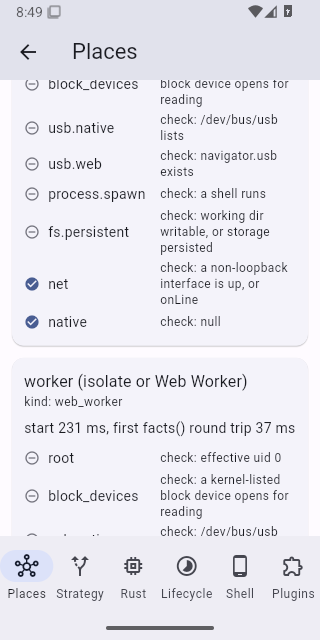 8:49
Places
block_devices
block device opens for
reading
usb.native
check: /dev/bus/usb
lists
usb.web
check: navigator.usb
exists
process.spawn
check: a shell runs
fs.persistent
check: working dir
writable, or storage
persisted
net
check: a non-loopback
interface is up, or
onLine
native
check: null
worker (isolate or Web Worker)
kind: web_worker
start 231 ms, first facts() round trip 37 ms
root
check: effective uid 0
block_devices
check: a kernel-listed
block device opens for
reading
check: /dev/bus/usb
Places
Strategy
Rust
Lifecycle
Shell
Plugins